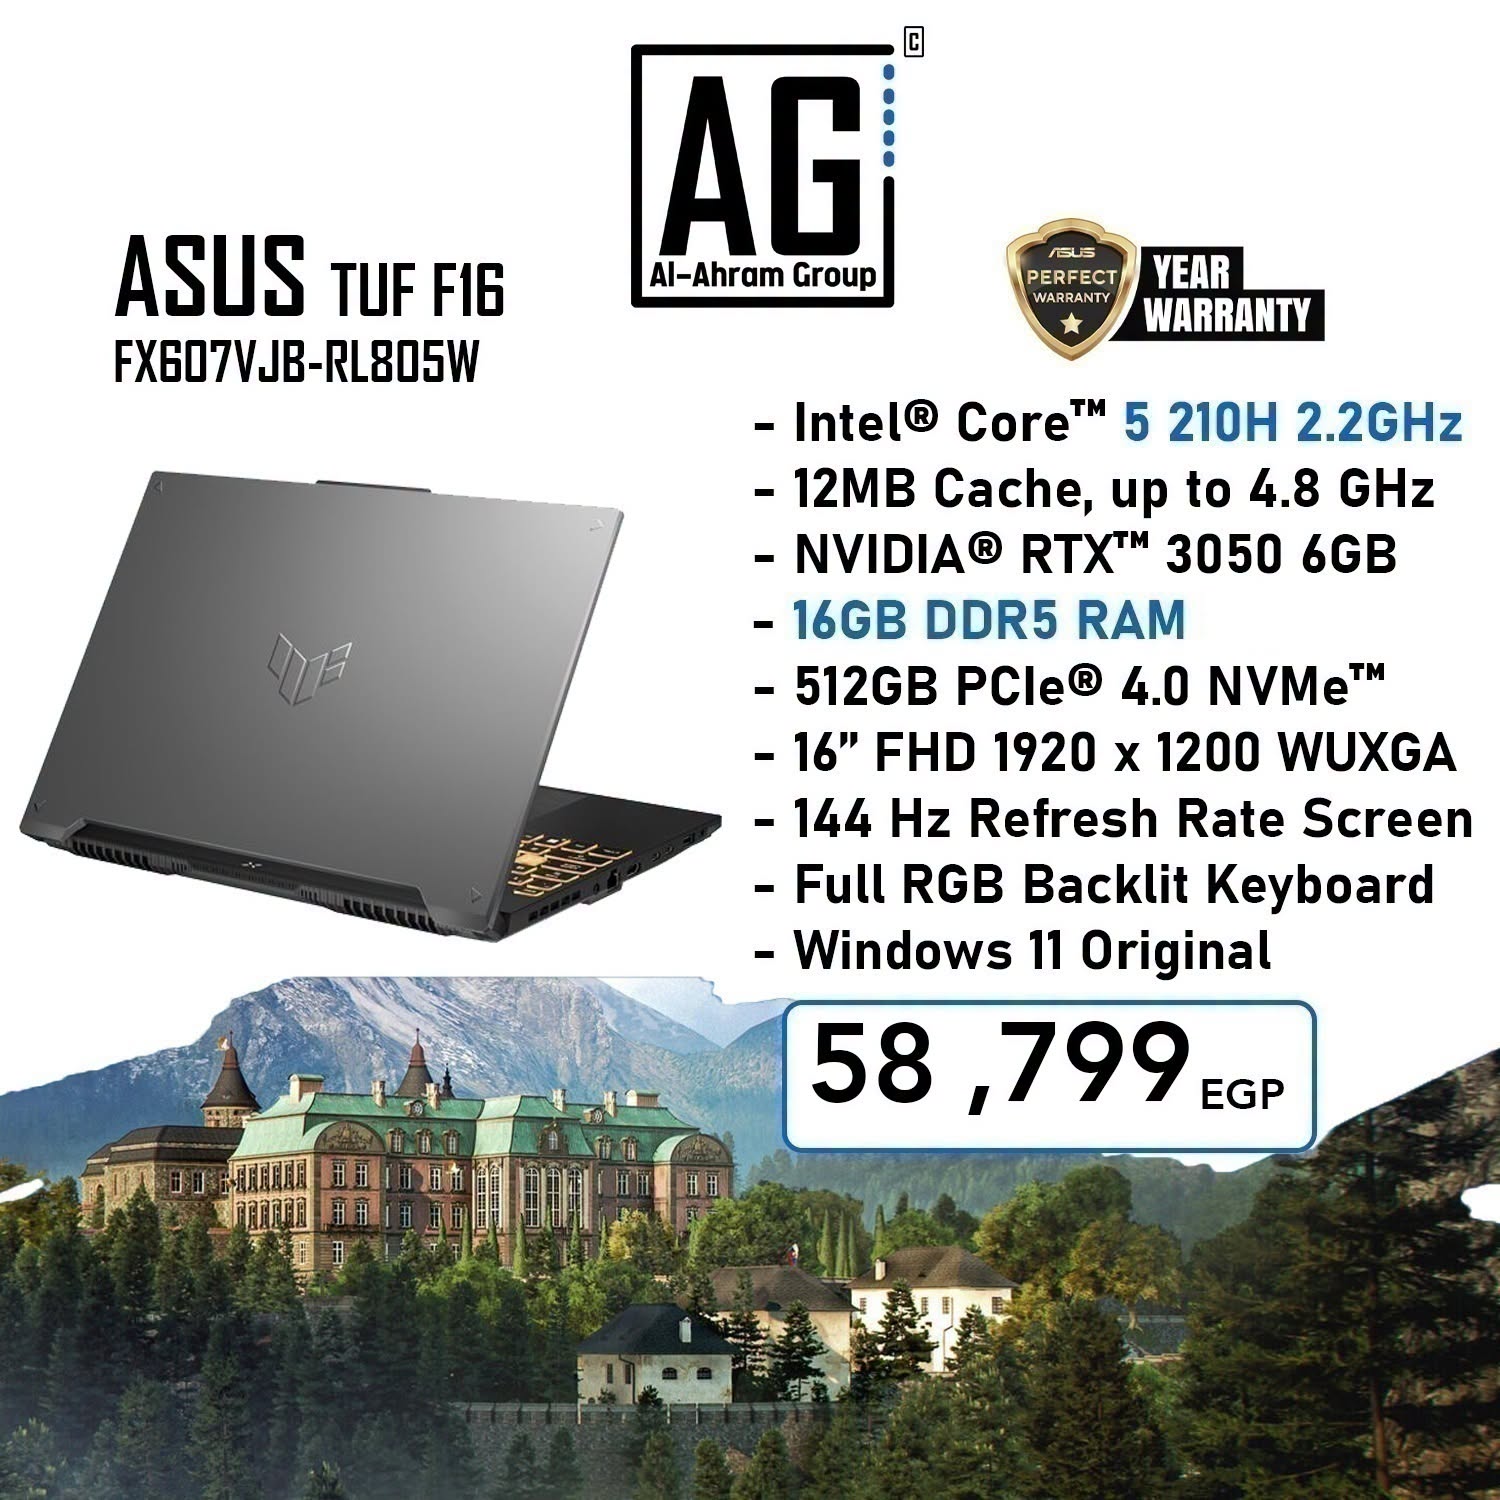 AG
C
Al-Ahram Group
ASUS TUF F16
FX607VJB-RL805W
ASUS
PERFECT
WARRANTY
YEAR
WARRANTY
- Intel® Core™ 5 210H 2.2GHz
- 12MB Cache, up to 4.8 GHz
- NVIDIA® RTX™ 3050 6GB
- 16GB DDR5 RAM
- 512GB PCIe® 4.0 NVMe™
- 16” FHD 1920 x 1200 WUXGA
- 144 Hz Refresh Rate Screen
- Full RGB Backlit Keyboard
- Windows 11 Original
58 ,799 EGP